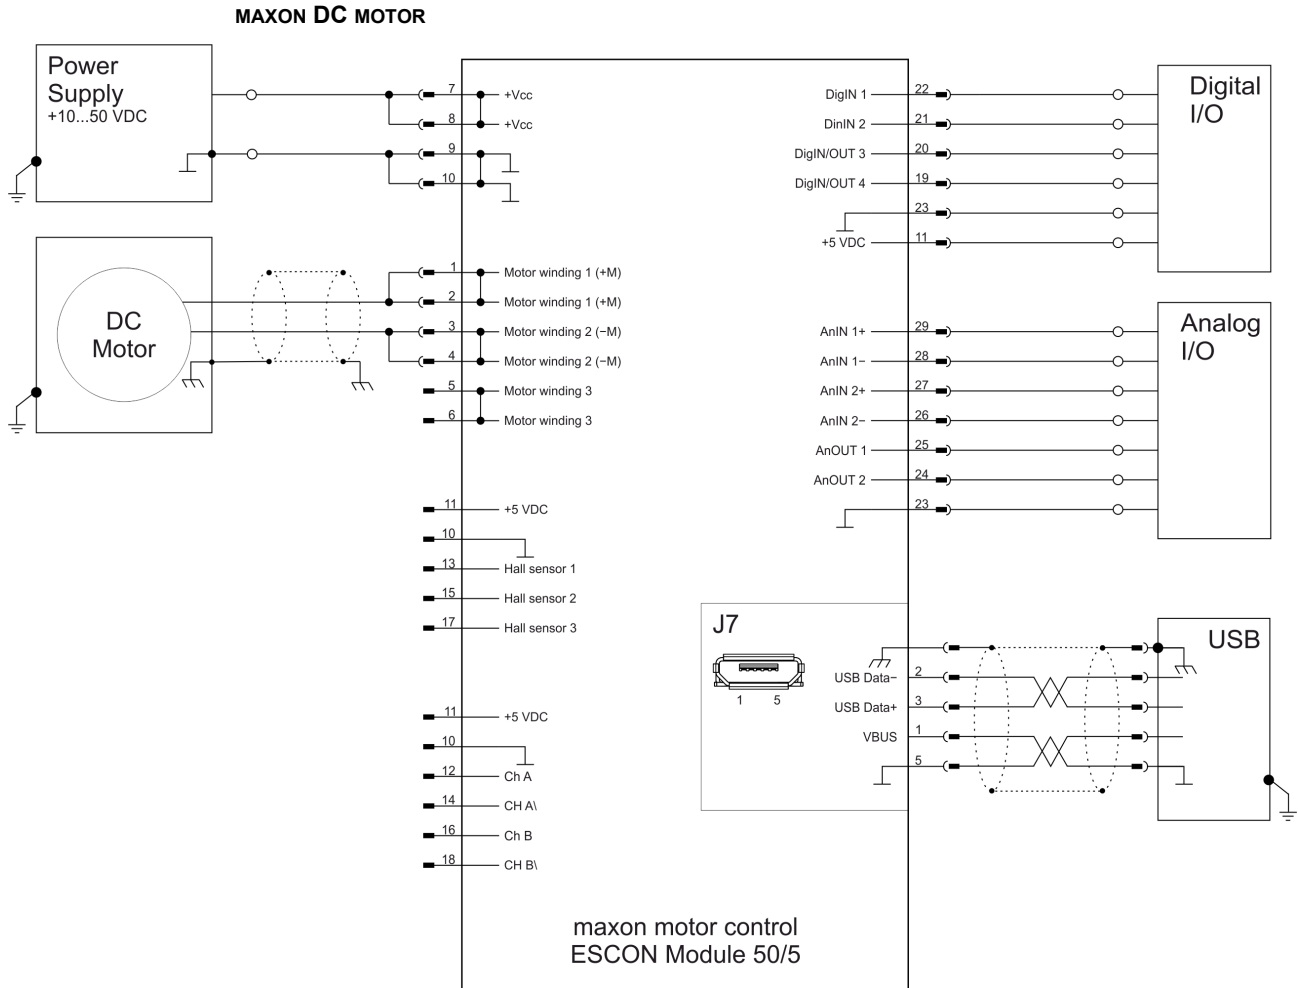 MAXON DC MOTOR
Power
Supply
+10...50 VDC
7 +Vcc
8 +Vcc
9
10
DC
Motor
1 Motor winding 1 (+M)
2 Motor winding 1 (+M)
3 Motor winding 2 (−M)
4 Motor winding 2 (−M)
5 Motor winding 3
6 Motor winding 3
11 +5 VDC
10
13 Hall sensor 1
15 Hall sensor 2
17 Hall sensor 3
11 +5 VDC
10
12 Ch A
14 CH A\
16 Ch B
18 CH B\
DigIN 1 22
DinIN 2 21
DigIN/OUT 3 20
DigIN/OUT 4 19
23
+5 VDC 11
Digital
I/O
AnIN 1+ 29
AnIN 1− 28
AnIN 2+ 27
AnIN 2− 26
AnOUT 1 25
AnOUT 2 24
23
Analog
I/O
J7
1 5
USB Data− 2
USB Data+ 3
VBUS 1
5
USB
maxon motor control
ESCON Module 50/5